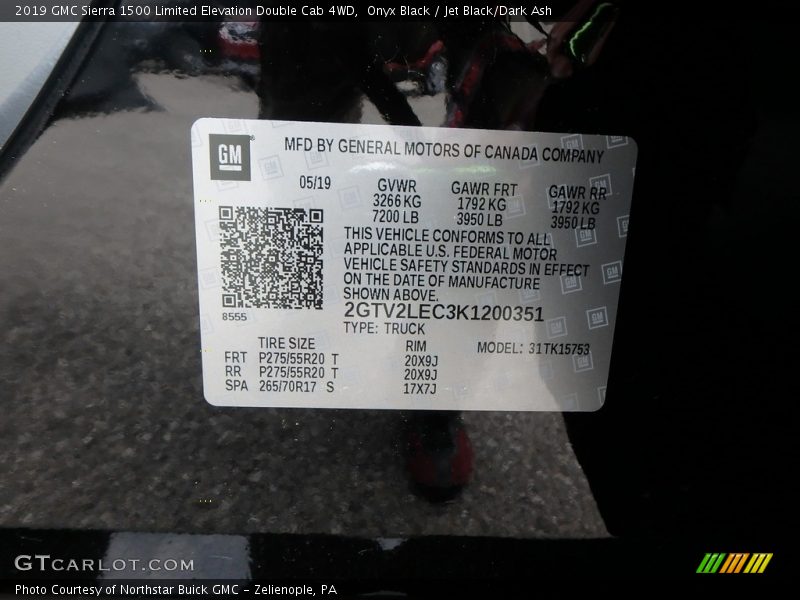 2019 GMC Sierra 1500 Limited Elevation Double Cab 4WD,  Onyx Black / Jet Black/Dark Ash
GM
MFD BY GENERAL MOTORS OF CANADA COMPANY
05/19
GVWR GAWR FRT GAWR RR
3266 KG 1792 KG 1792 KG
7200 LB 3950 LB 3950 LB
THIS VEHICLE CONFORMS TO ALL
APPLICABLE U.S. FEDERAL MOTOR
VEHICLE SAFETY STANDARDS IN EFFECT
ON THE DATE OF MANUFACTURE
SHOWN ABOVE.
8555
2GTV2LEC3K1200351
TYPE: TRUCK
TIRE SIZE RIM MODEL: 31TK15753
FRT P275/55R20 T 20X9J
RR P275/55R20 T 20X9J
SPA 265/70R17 S 17X7J
GTCARLOT.COM
Photo Courtesy of Northstar Buick GMC – Zelienople, PA